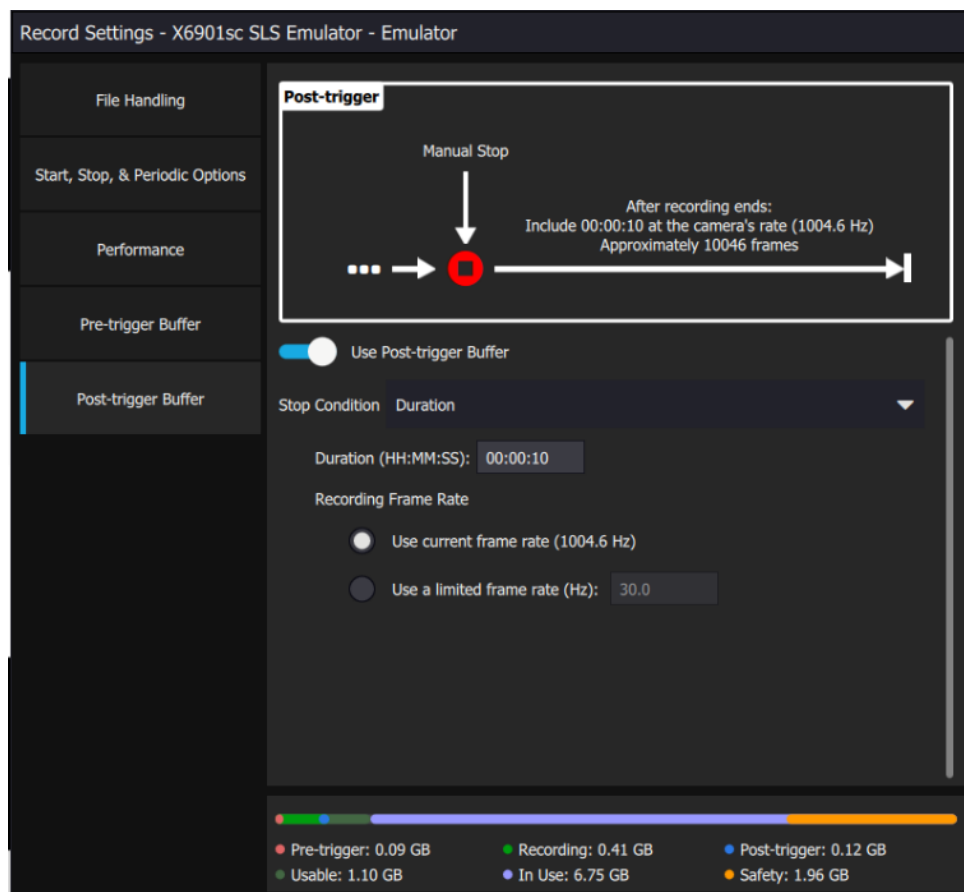 Record Settings - X6901sc SLS Emulator - Emulator
File Handling
Start, Stop, & Periodic Options
Performance
Pre-trigger Buffer
Post-trigger Buffer
Post-trigger
Manual Stop
After recording ends:
Include 00:00:10 at the camera's rate (1004.6 Hz)
Approximately 10046 frames
Use Post-trigger Buffer
Stop Condition Duration
Duration (HH:MM:SS): 00:00:10
Recording Frame Rate
Use current frame rate (1004.6 Hz)
Use a limited frame rate (Hz): 30.0
Pre-trigger: 0.09 GB Recording: 0.41 GB Post-trigger: 0.12 GB
Usable: 1.10 GB In Use: 6.75 GB Safety: 1.96 GB